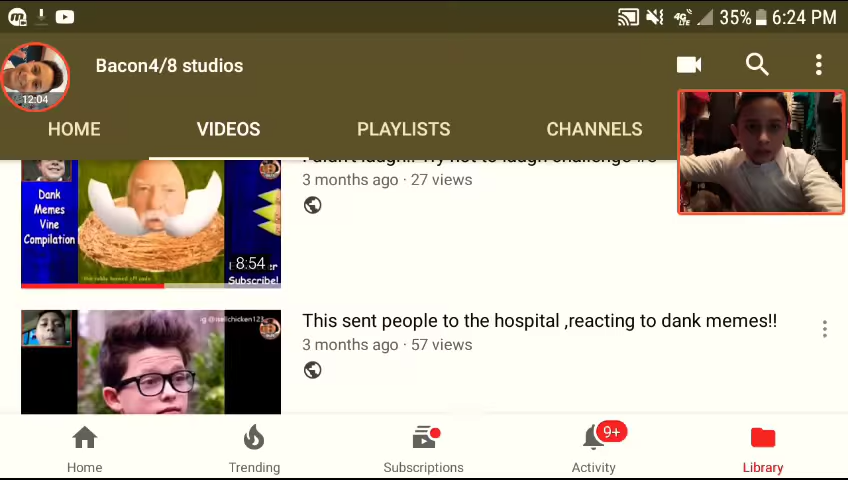 35% 6:24 PM
Bacon4/8 studios
12:04
HOME VIDEOS PLAYLISTS CHANNELS
3 months ago · 27 views
Dank
Memes
Vine
Compilation
8:54
Subscribe!
ig @isellchicken123
This sent people to the hospital ,reacting to dank memes!!
3 months ago · 57 views
9+
Home Trending Subscriptions Activity Library